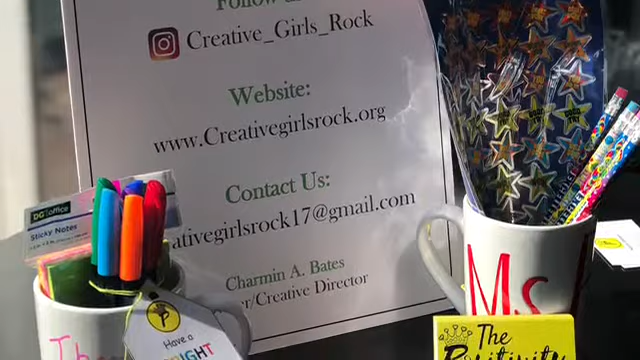 Creative_Girls_Rock
Website:
www.Creativegirlsrock.org
Contact Us:
ativegirlsrock17@gmail.com
Charmin A. Bates
r/Creative Director
DG office
Sticky Notes
Have a
Ms
The